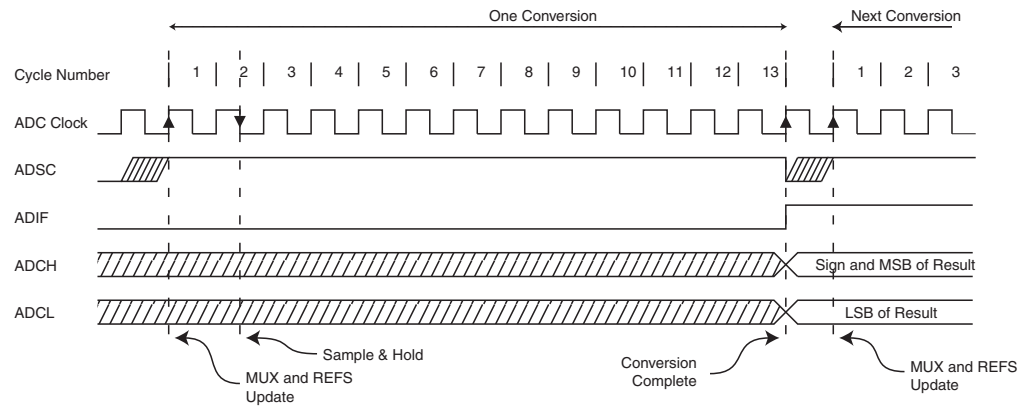 One Conversion
Next Conversion
Cycle Number 1 2 3 4 5 6 7 8 9 10 11 12 13 1 2 3
ADC Clock
ADSC
ADIF
ADCH Sign and MSB of Result
ADCL LSB of Result
Sample & Hold
MUX and REFS
Update
Conversion
Complete
MUX and REFS
Update